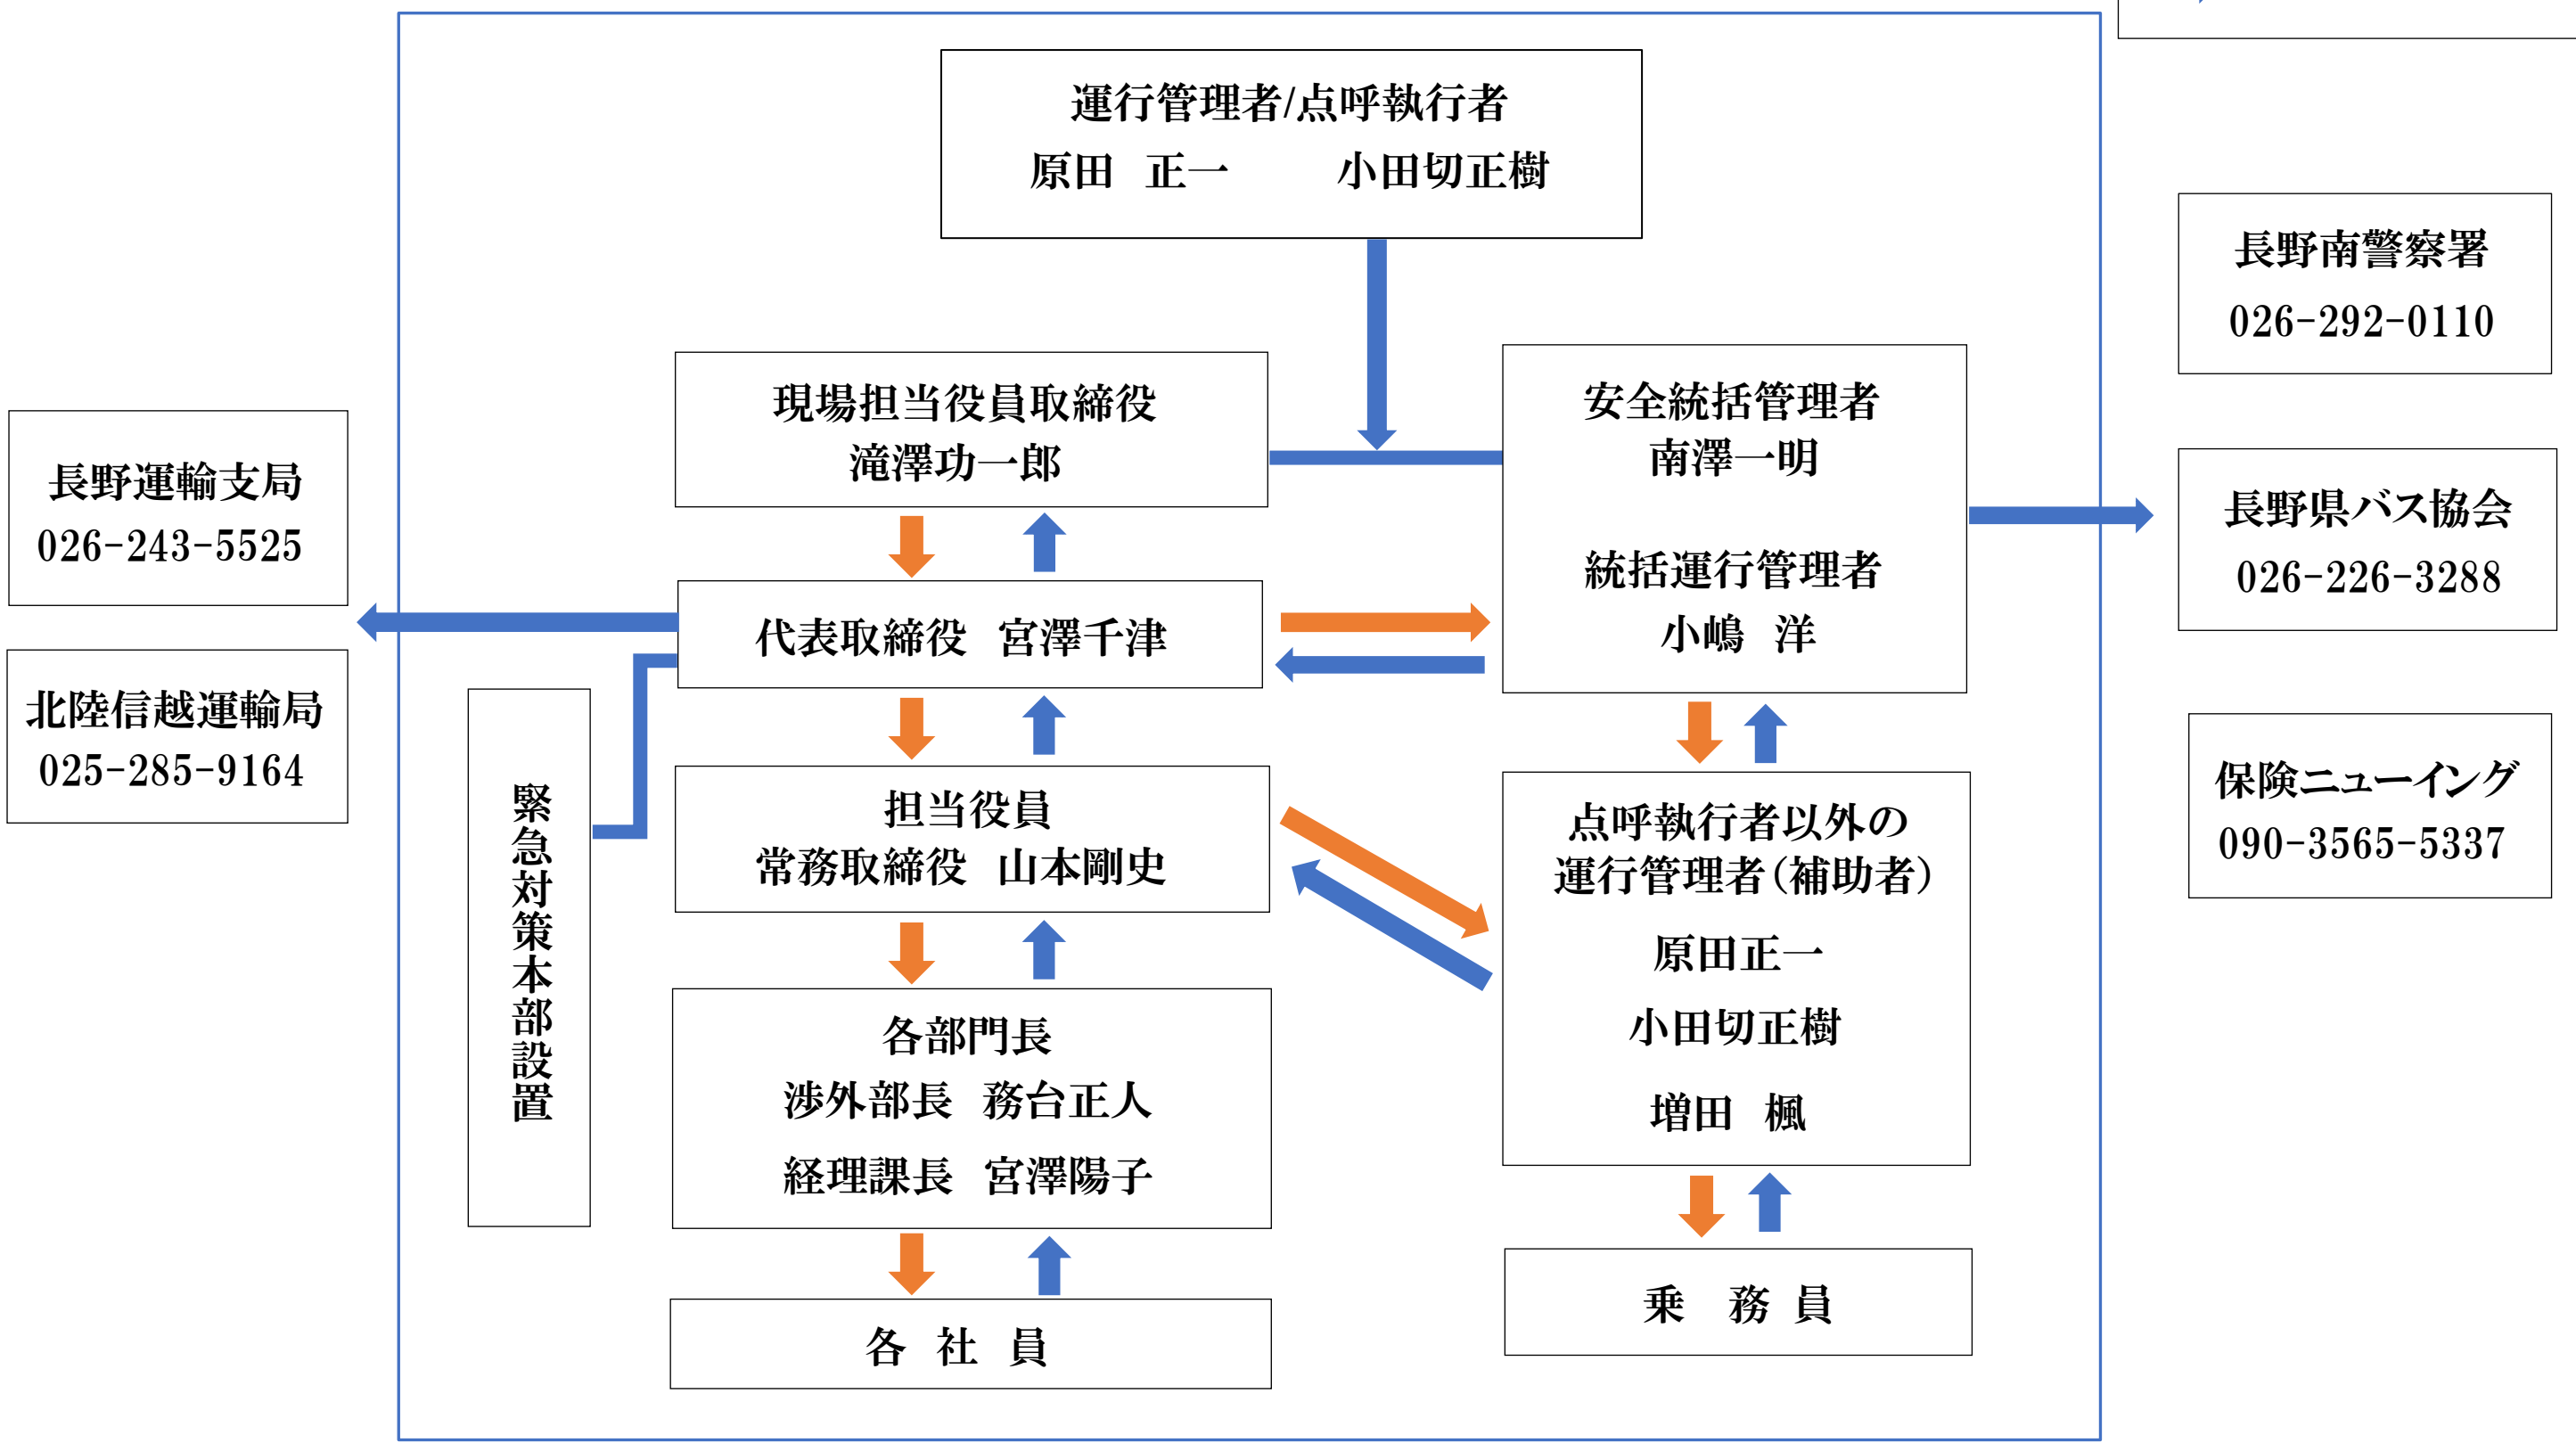 運行管理者/点呼執行者
原田 正一 小田切正樹
長野南警察署
026-292-0110
現場担当役員取締役
滝澤功一郎
安全統括管理者
南澤一明
統括運行管理者
小嶋 洋
長野運輸支局
026-243-5525
長野県バス協会
026-226-3288
代表取締役 宮澤千津
北陸信越運輸局
025-285-9164
緊急対策本部設置
担当役員
常務取締役 山本剛史
点呼執行者以外の
運行管理者(補助者)
原田正一
小田切正樹
増田 楓
保険ニューイング
090-3565-5337
各部門長
渉外部長 務台正人
経理課長 宮澤陽子
各 社 員
乗 務 員